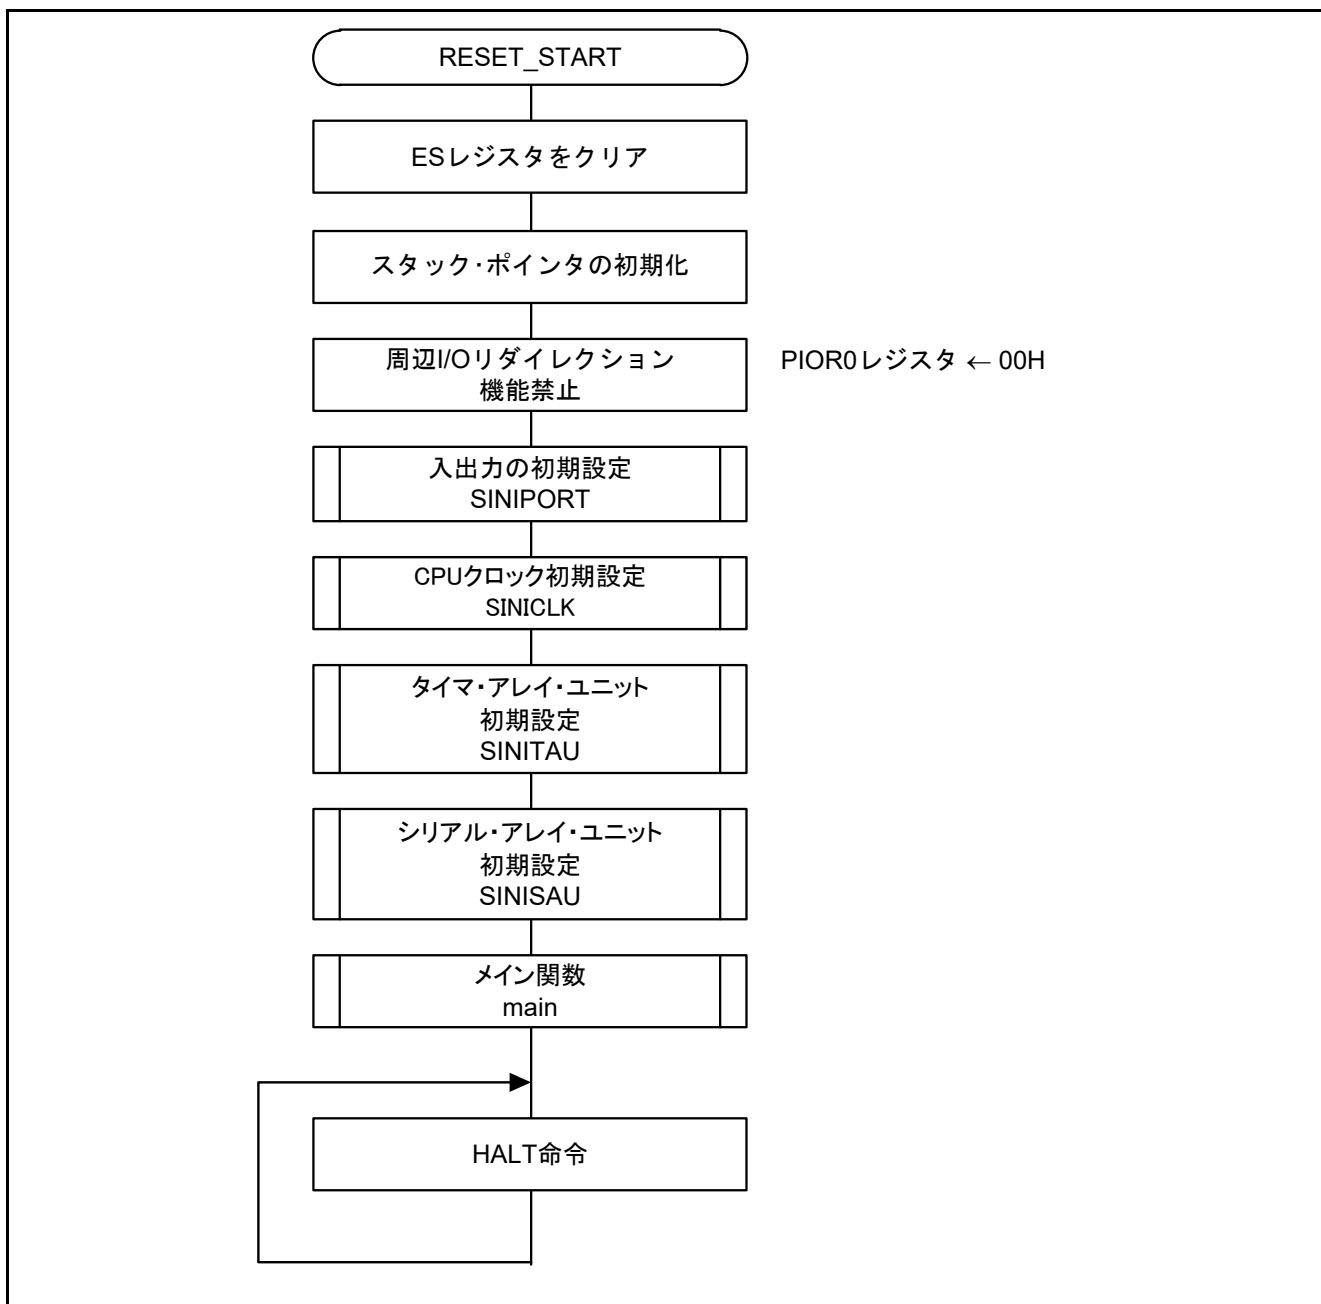 RESET_START
ESレジスタをクリア
スタック･ポインタの初期化
周辺I/Oリダイレクション
機能禁止
PIOR0レジスタ ← 00H
入出力の初期設定
SINIPORT
CPUクロック初期設定
SINICLK
タイマ・アレイ・ユニット
初期設定
SINITAU
シリアル・アレイ・ユニット
初期設定
SINISAU
メイン関数
main
HALT命令